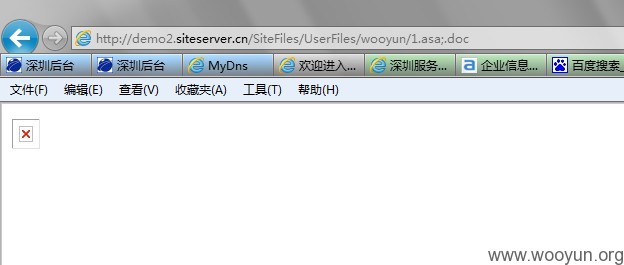 http://demo2.siteserver.cn/SiteFiles/UserFiles/wooyun/1.asa;.doc
深圳后台 深圳后台 MyDns 欢迎进入... 深圳服务... 企业信息... 百度搜索_
文件(F) 编辑(E) 查看(V) 收藏夹(A) 工具(T) 帮助(H)
www.wooyun.org